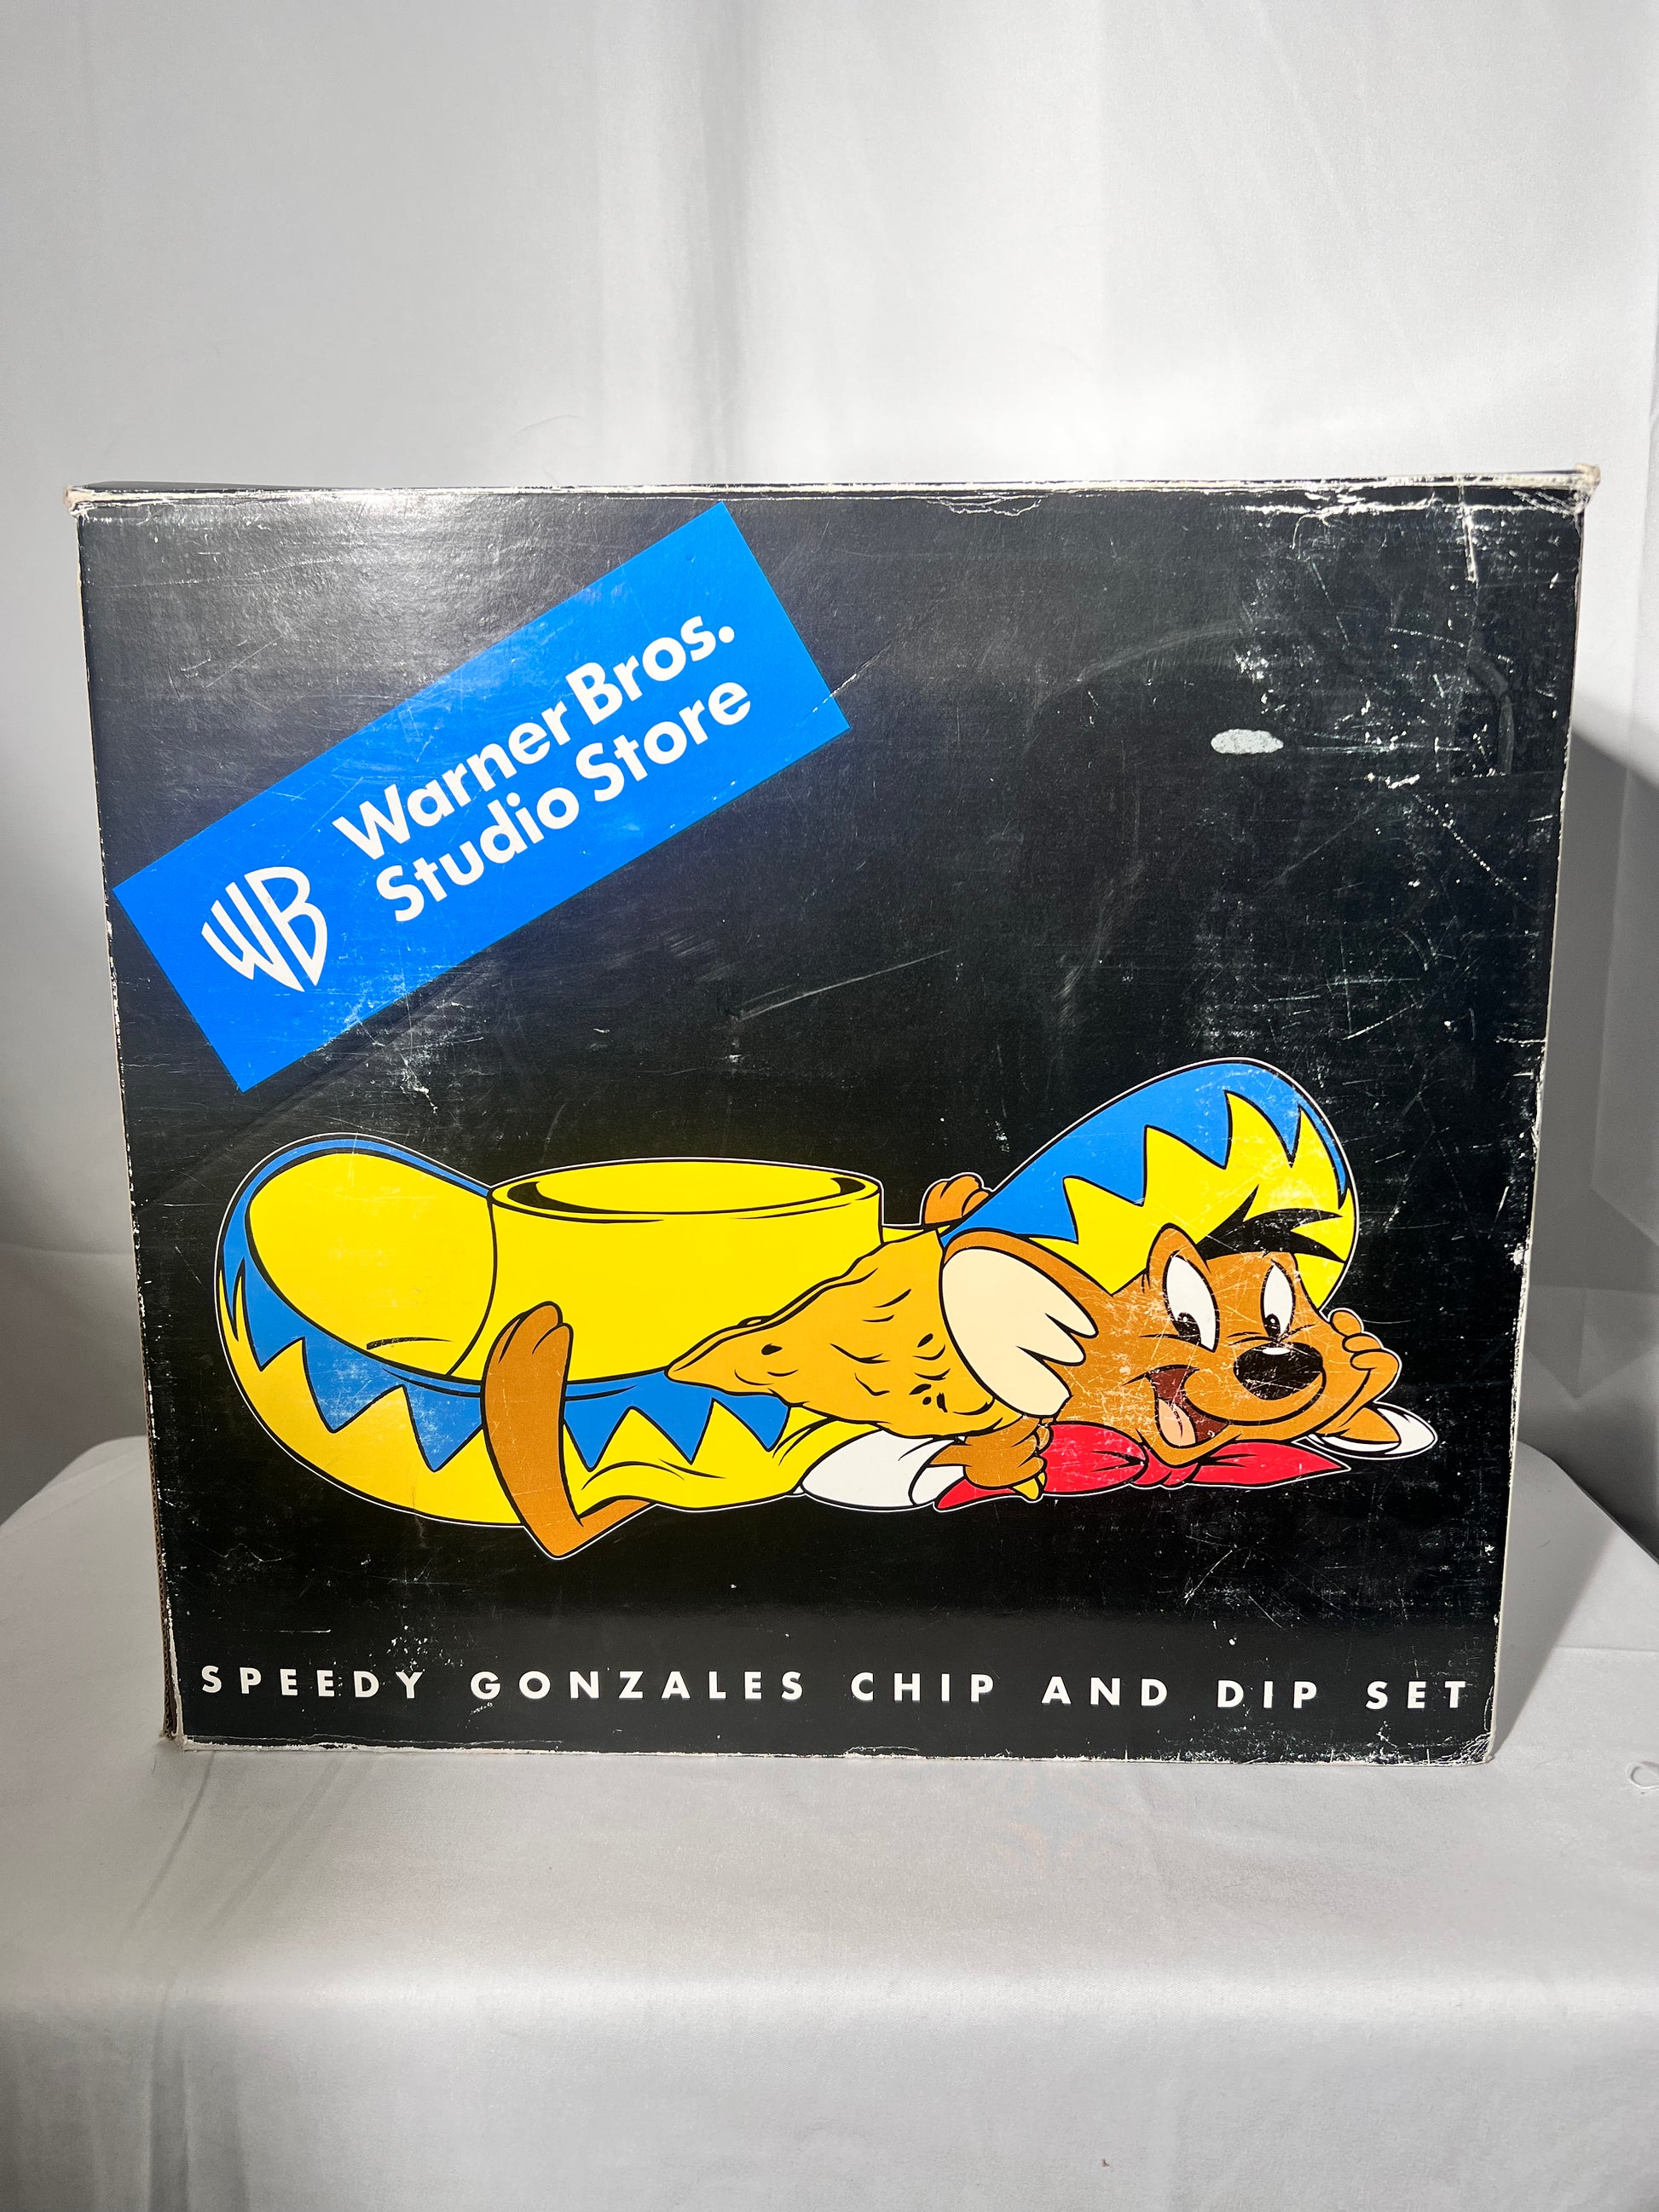 WB
Warner Bros.
Studio Store
SPEEDY GONZALES CHIP AND DIP SET